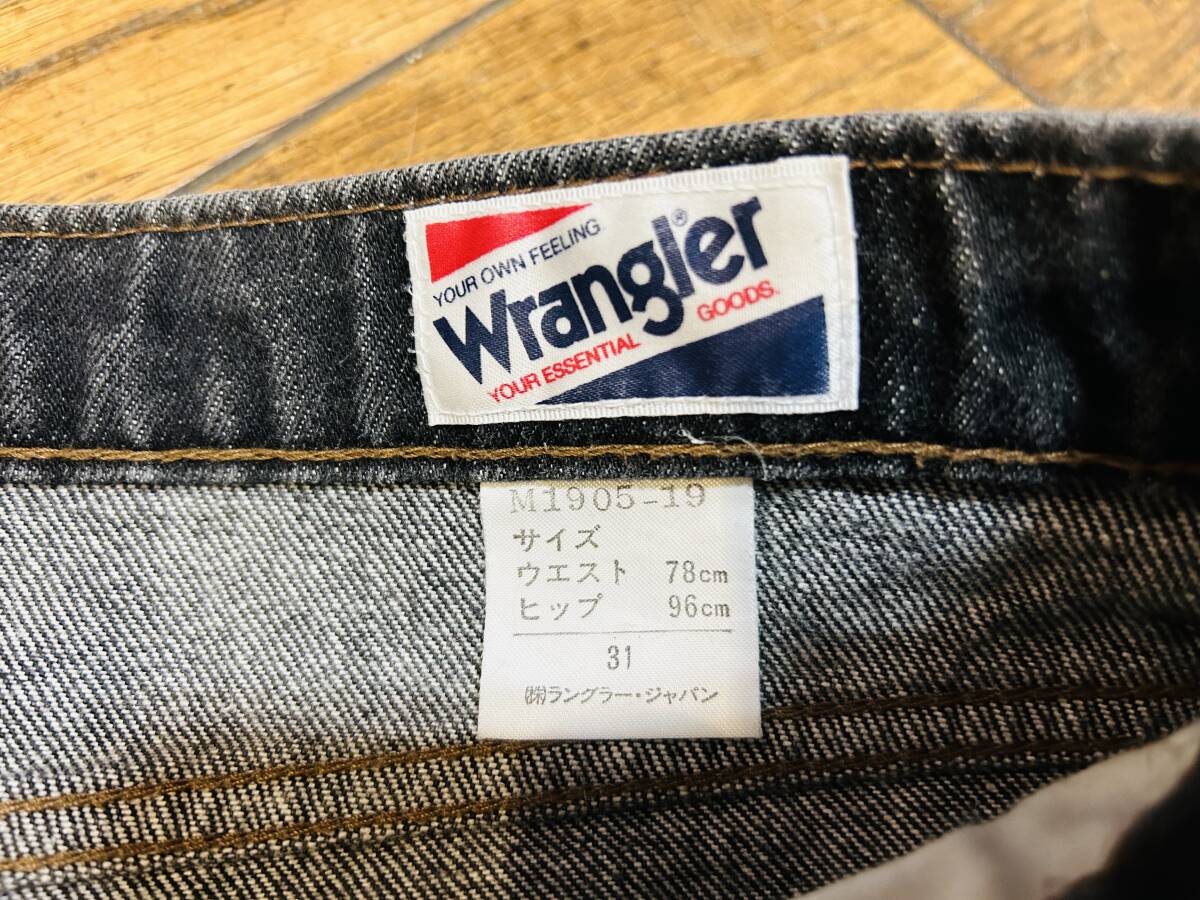 YOUR OWN FEELING.
Wrangler®
YOUR ESSENTIAL GOODS.
M1905-19
サイズ
ウエスト 78cm
ヒップ 96cm
31
㈱ラングラー・ジャパン